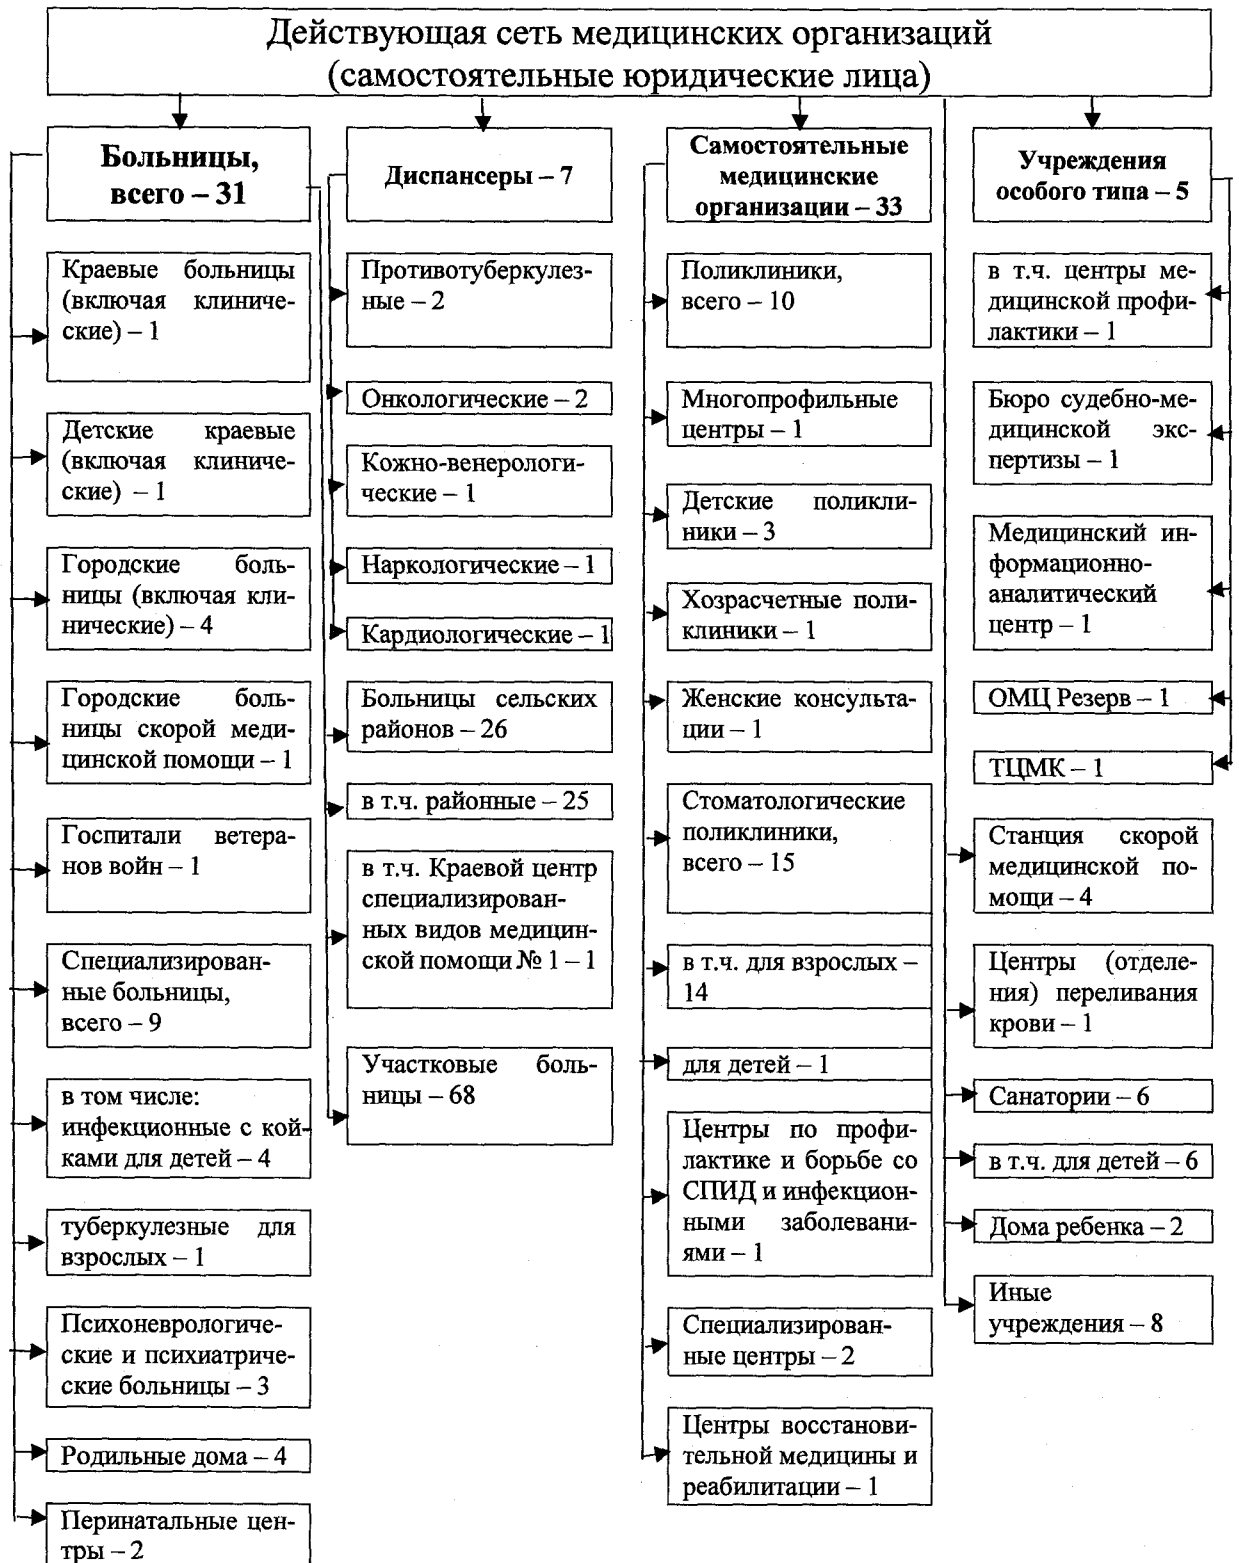 Действующая сеть медицинских организаций
(самостоятельные юридические лица)
Больницы,
всего – 31
Краевые больницы
(включая клиниче-
ские) – 1
Детские краевые
(включая клиниче-
ские) – 1
Городские боль-
ницы (включая кли-
нические) – 4
Городские боль-
ницы скорой меди-
цинской помощи – 1
Госпитали ветера-
нов войн – 1
Специализирован-
ные больницы,
всего – 9
в том числе:
инфекционные с кой-
ками для детей – 4
туберкулезные для
взрослых – 1
Психоневрологиче-
ские и психиатриче-
ские больницы – 3
Родильные дома – 4
Перинатальные цен-
тры – 2
Диспансеры – 7
Противотуберкулез-
ные – 2
Онкологические – 2
Кожно-венерологи-
ческие – 1
Наркологические – 1
Кардиологические – 1
Больницы сельских
районов – 26
в т.ч. районные – 25
в т.ч. Краевой центр
специализирован-
ных видов медицин-
ской помощи № 1 – 1
Участковые боль-
ницы – 68
Самостоятельные
медицинские
организации – 33
Поликлиники,
всего – 10
Многопрофильные
центры – 1
Детские поликли-
ники – 3
Хозрасчетные поли-
клиники – 1
Женские консульта-
ции – 1
Стоматологические
поликлиники,
всего – 15
в т.ч. для взрослых –
14
для детей – 1
Центры по профи-
лактике и борьбе со
СПИД и инфекцион-
ными заболевани-
ями – 1
Специализирован-
ные центры – 2
Центры восстанови-
тельной медицины и
реабилитации – 1
Учреждения
особого типа – 5
в т.ч. центры ме-
дицинской профи-
лактики – 1
Бюро судебно-ме-
дицинской экс-
пертизы – 1
Медицинский ин-
формационно-
аналитический
центр – 1
ОМЦ Резерв – 1
ТЦМК – 1
Станция скорой
медицинской по-
мощи – 4
Центры (отделе-
ния) переливания
крови – 1
Санатории – 6
в т.ч. для детей – 6
Дома ребенка – 2
Иные
учреждения – 8